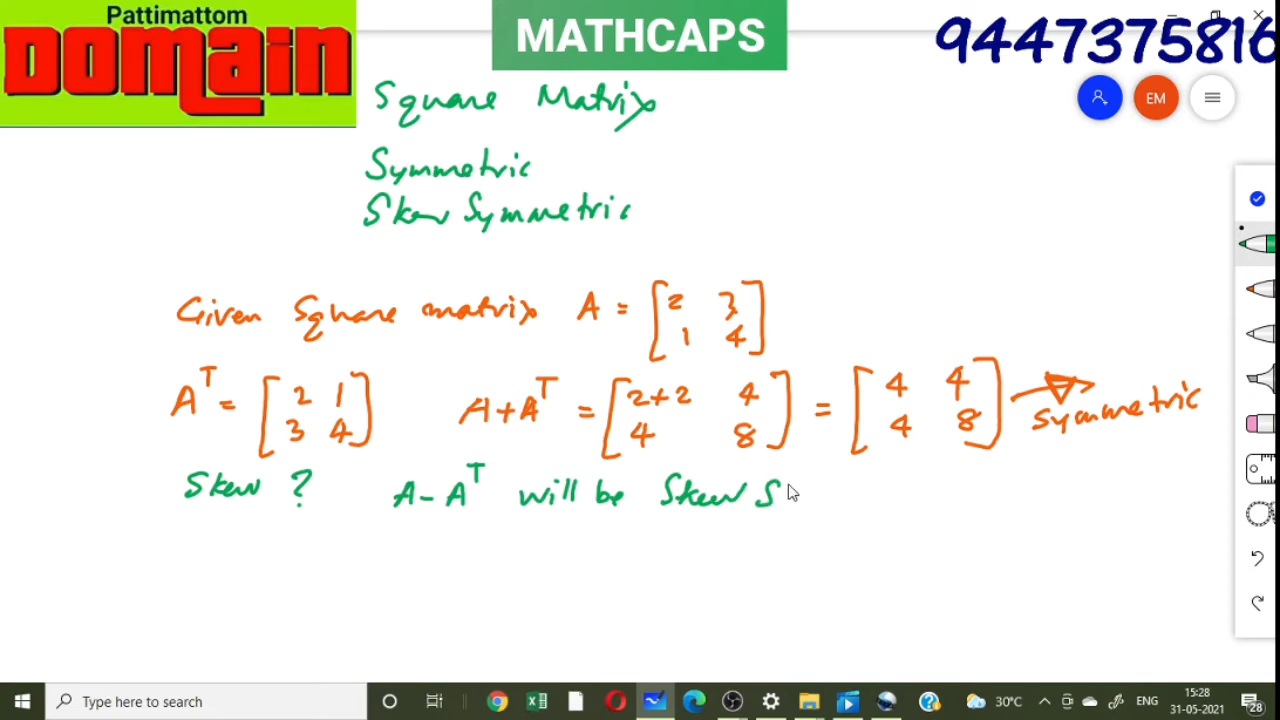 Pattimattom
DOMAIN
MATHCAPS
9447375816
EM
Square Matrix
Symmetric
Skew Symmetric
Given Square matrix A = [2 3
1 4]
A^T = [2 1
3 4]
A+A^T = [2+2 4
4 8] = [4 4
4 8] → Symmetric
Skew ? A-A^T will be Skew S
Type here to search
30°C
ENG
15:28
31-05-2021
28